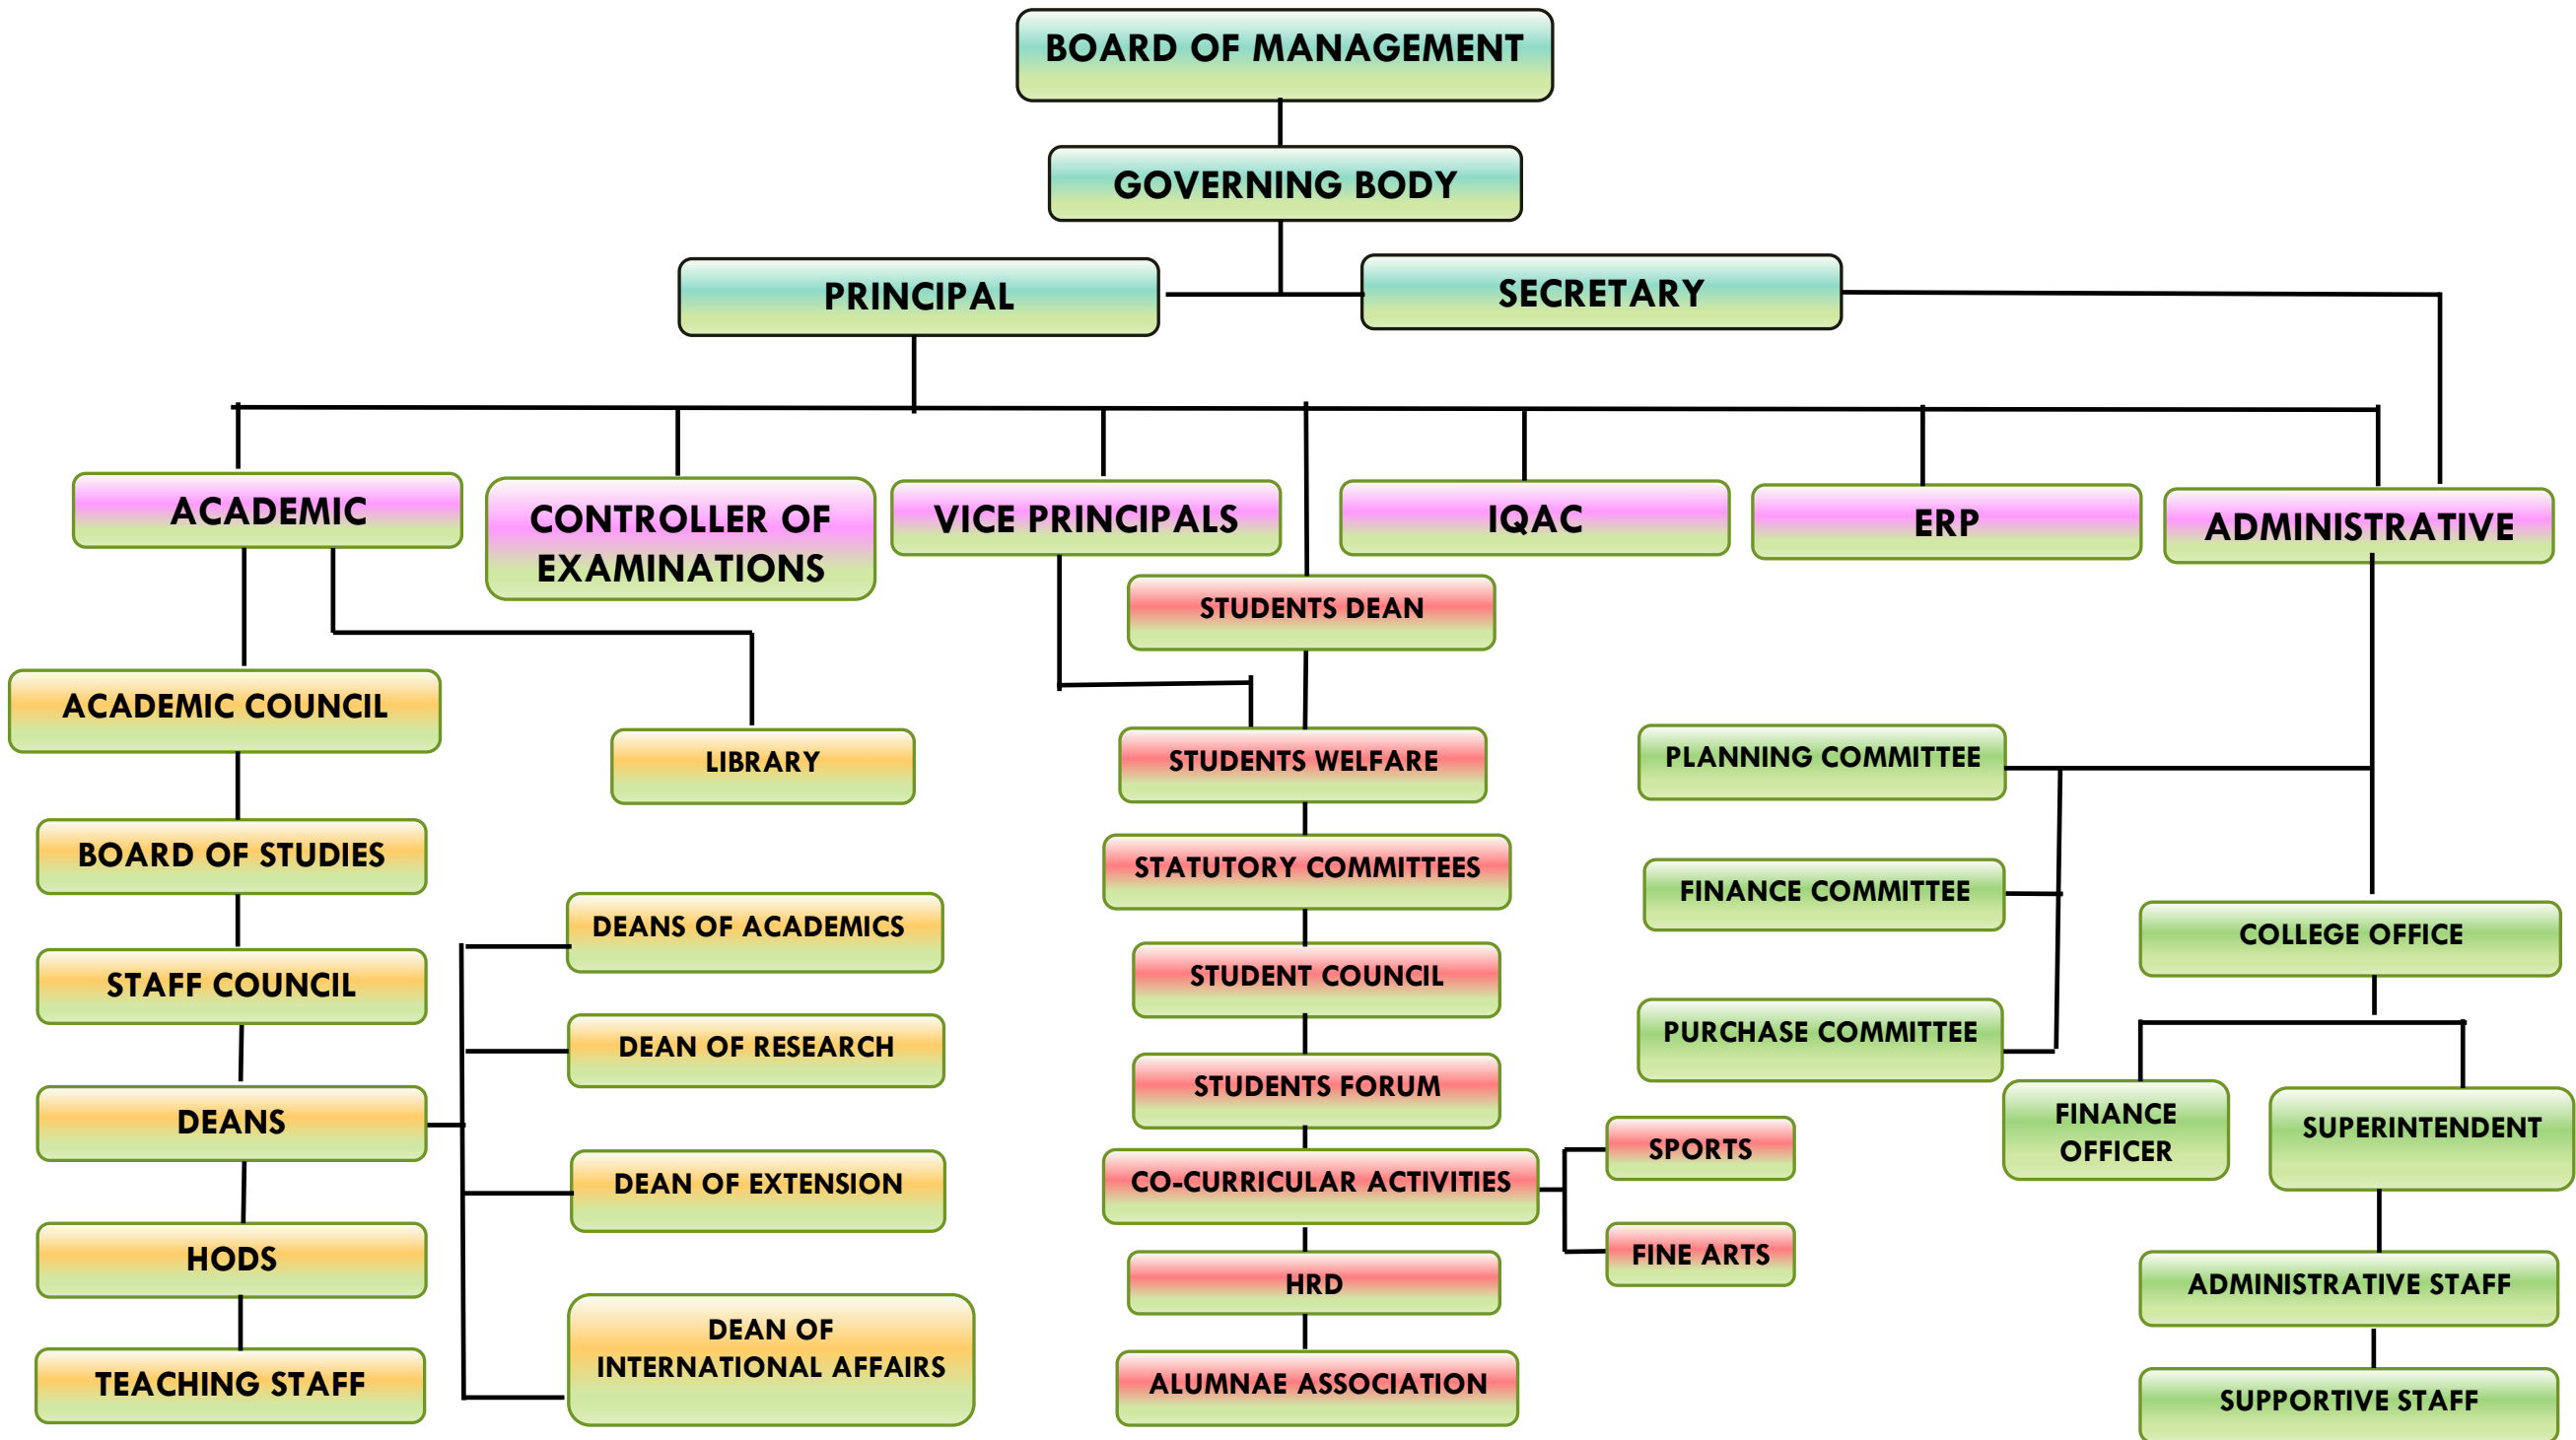 BOARD OF MANAGEMENT
GOVERNING BODY
PRINCIPAL
SECRETARY
ACADEMIC
CONTROLLER OF
EXAMINATIONS
VICE PRINCIPALS
IQAC
ERP
ADMINISTRATIVE
STUDENTS DEAN
ACADEMIC COUNCIL
LIBRARY
STUDENTS WELFARE
PLANNING COMMITTEE
BOARD OF STUDIES
STATUTORY COMMITTEES
FINANCE COMMITTEE
DEANS OF ACADEMICS
COLLEGE OFFICE
STAFF COUNCIL
STUDENT COUNCIL
DEAN OF RESEARCH
PURCHASE COMMITTEE
STUDENTS FORUM
DEANS
FINANCE
OFFICER
SUPERINTENDENT
SPORTS
DEAN OF EXTENSION
CO-CURRICULAR ACTIVITIES
HODS
FINE ARTS
HRD
ADMINISTRATIVE STAFF
DEAN OF
INTERNATIONAL AFFAIRS
TEACHING STAFF
ALUMNAE ASSOCIATION
SUPPORTIVE STAFF